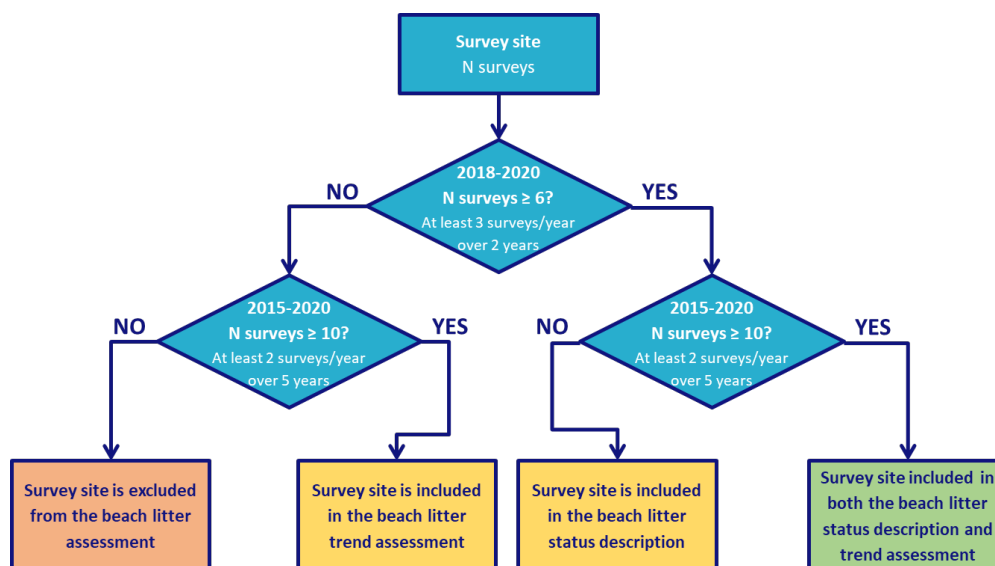 Survey site
N surveys
2018-2020
N surveys ≥ 6?
At least 3 surveys/year
over 2 years
NO
YES
2015-2020
N surveys ≥ 10?
At least 2 surveys/year
over 5 years
NO
YES
2015-2020
N surveys ≥ 10?
At least 2 surveys/year
over 5 years
NO
YES
Survey site is excluded
from the beach litter
assessment
Survey site is included
in the beach litter
trend assessment
Survey site is included
in the beach litter
status description
Survey site included in
both the beach litter
status description and
trend assessment